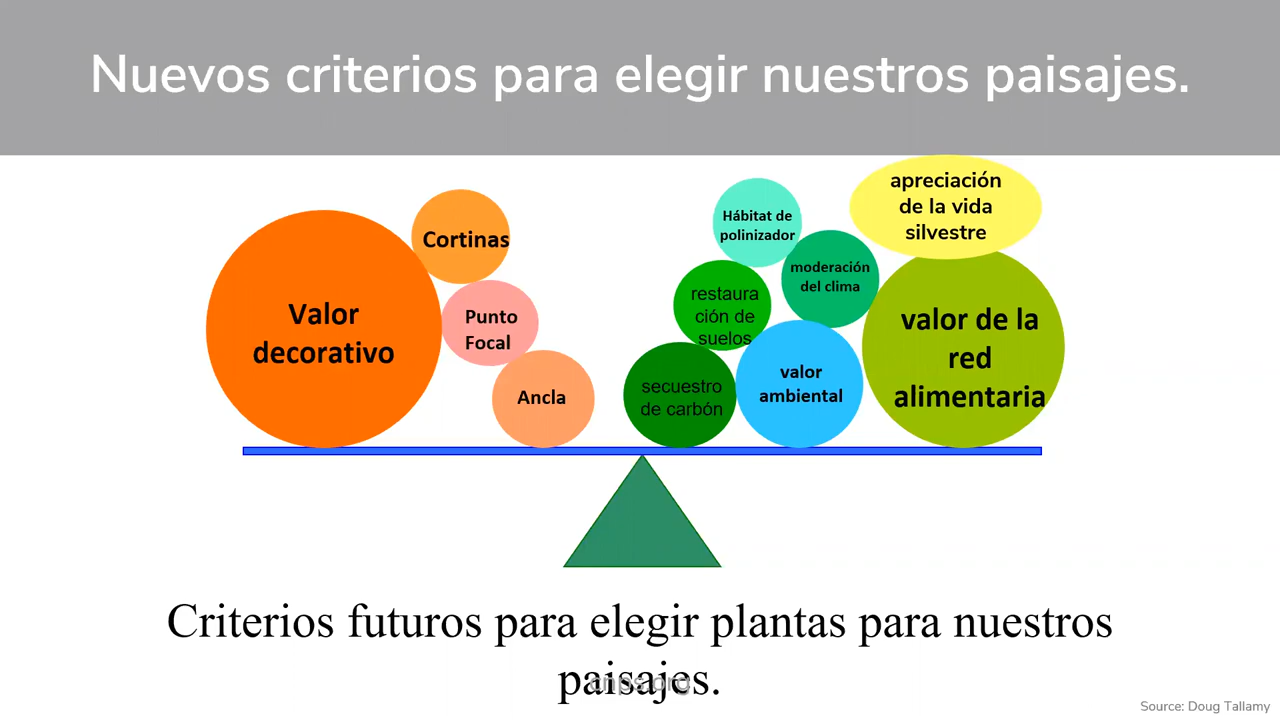 Nuevos criterios para elegir nuestros paisajes.
Valor
decorativo
Cortinas
Punto
Focal
Ancla
Hábitat de
polinizador
moderación
del clima
restaura
ción de
suelos
secuestro
de carbón
valor
ambiental
apreciación
de la vida
silvestre
valor de la
red
alimentaria
Criterios futuros para elegir plantas para nuestros
paisajes.
cnps.org
Source: Doug Tallamy